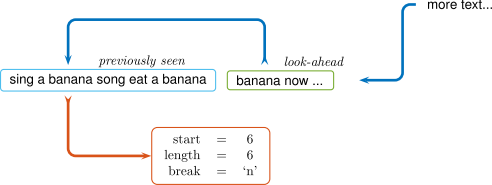 more text...
previously seen
look-ahead
sing a banana song eat a banana
banana now ...
start = 6
length = 6
break = ‘n’